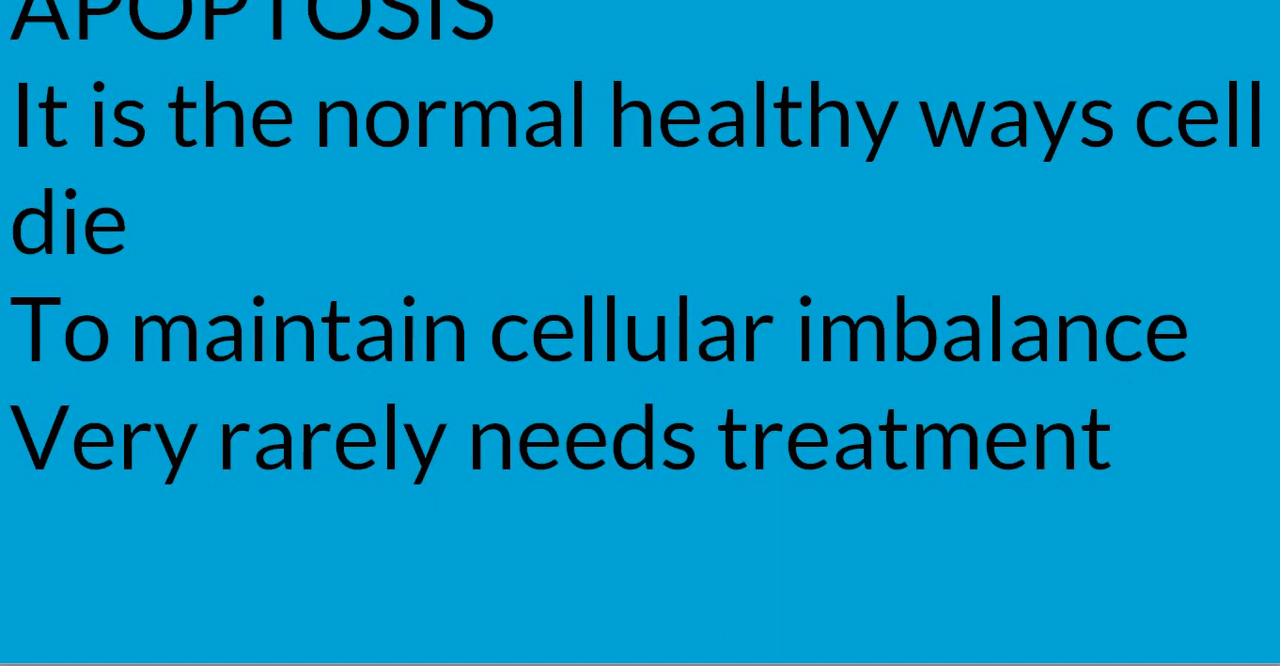 APOPTOSIS
It is the normal healthy ways cell
die
To maintain cellular imbalance
Very rarely needs treatment